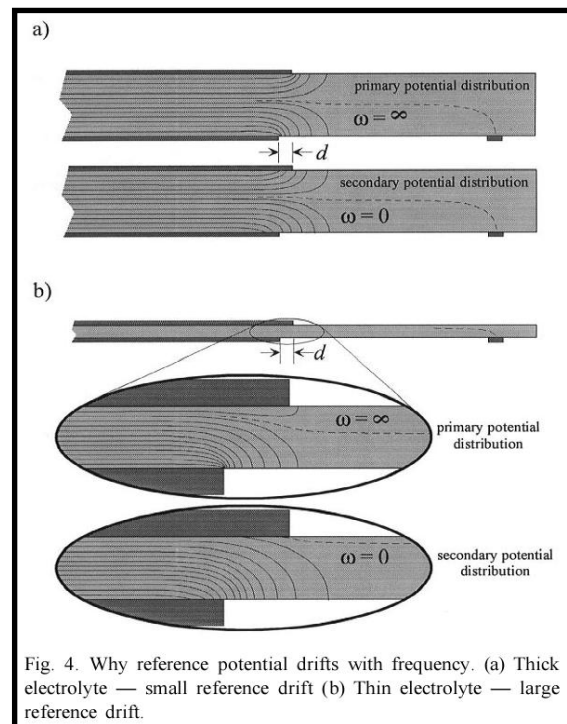 a)
primary potential distribution
ω = ∞
d
secondary potential distribution
ω = 0
b)
d
ω = ∞
primary potential
distribution
ω = 0
secondary potential
distribution
Fig. 4. Why reference potential drifts with frequency. (a) Thick
electrolyte — small reference drift (b) Thin electrolyte — large
reference drift.